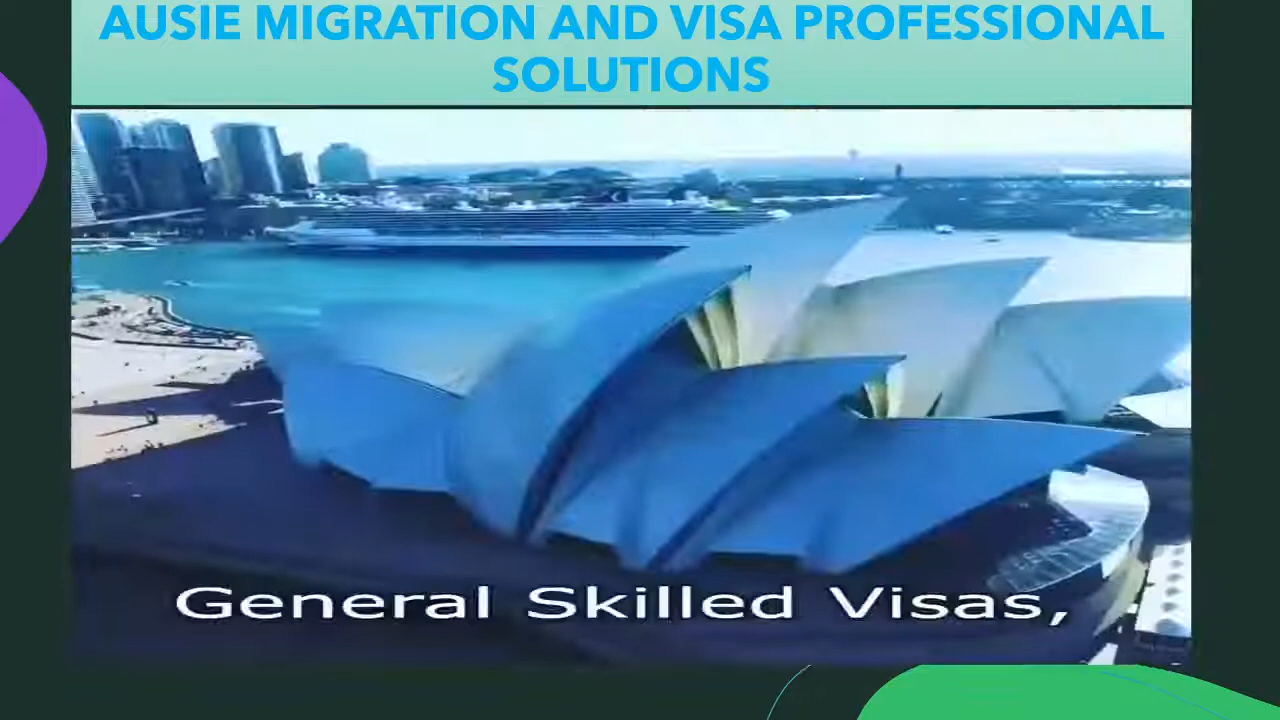 AUSIE MIGRATION AND VISA PROFESSIONAL
SOLUTIONS
General Skilled Visas,